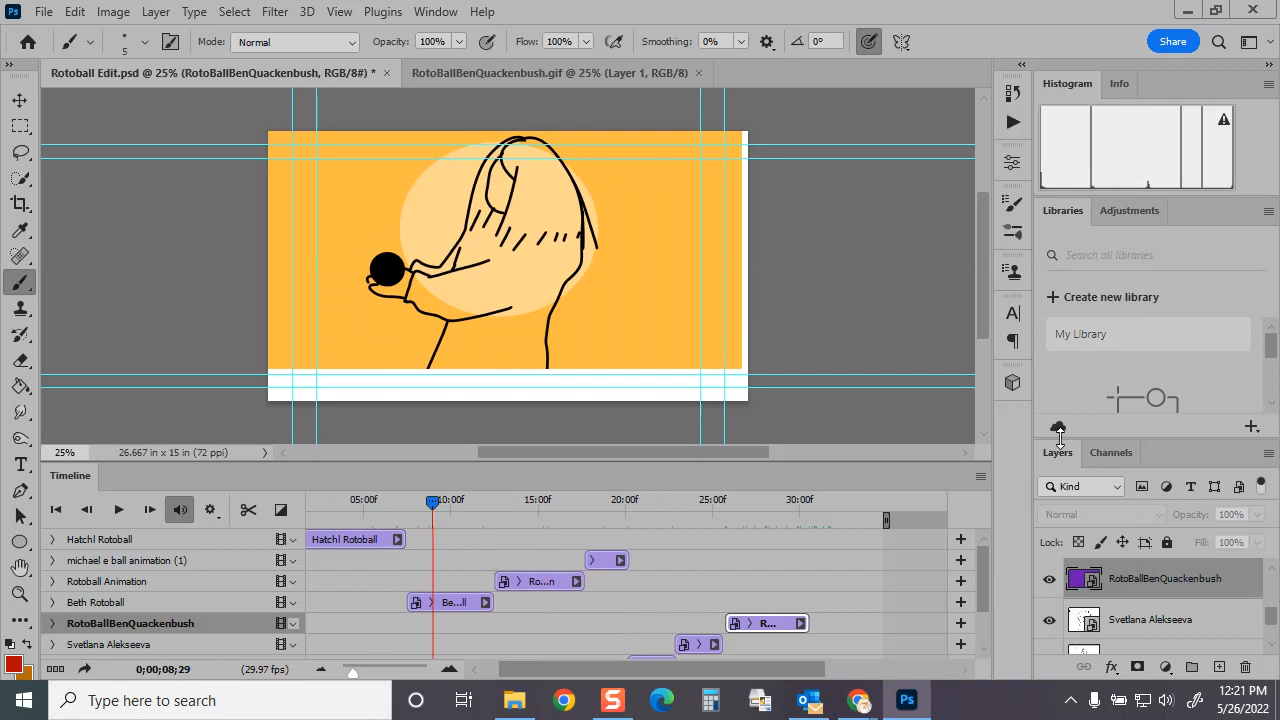 Ps File Edit Image Layer Type Select Filter 3D View Plugins Window Help
5 Mode: Normal Opacity: 100% Flow: 100% Smoothing: 0% 0° Share
Rotoball Edit.psd @ 25% (RotoBallBenQuackenbush, RGB/8#) * × RotoBallBenQuackenbush.gif @ 25% (Layer 1, RGB/8) ×
Histogram Info
Libraries Adjustments
Search all libraries
+ Create new library
My Library
25% 26.667 in x 15 in (72 ppi)
Layers Channels
Timeline
Kind
05:00f 10:00f 15:00f 20:00f 25:00f 30:00f
Normal Opacity: 100%
Lock: Fill: 100%
Hatchl Rotoball Hatchl Rotoball
michael e ball animation (1)
Rotoball Animation Ro...n
Beth Rotoball Be...ll
RotoBallBenQuackenbush R...
Svetlana Alekseeva
RotoBallBenQuackenbush
Svetlana Alekseeva
0;00;08;29 (29.97 fps)
Type here to search
12:21 PM
5/26/2022